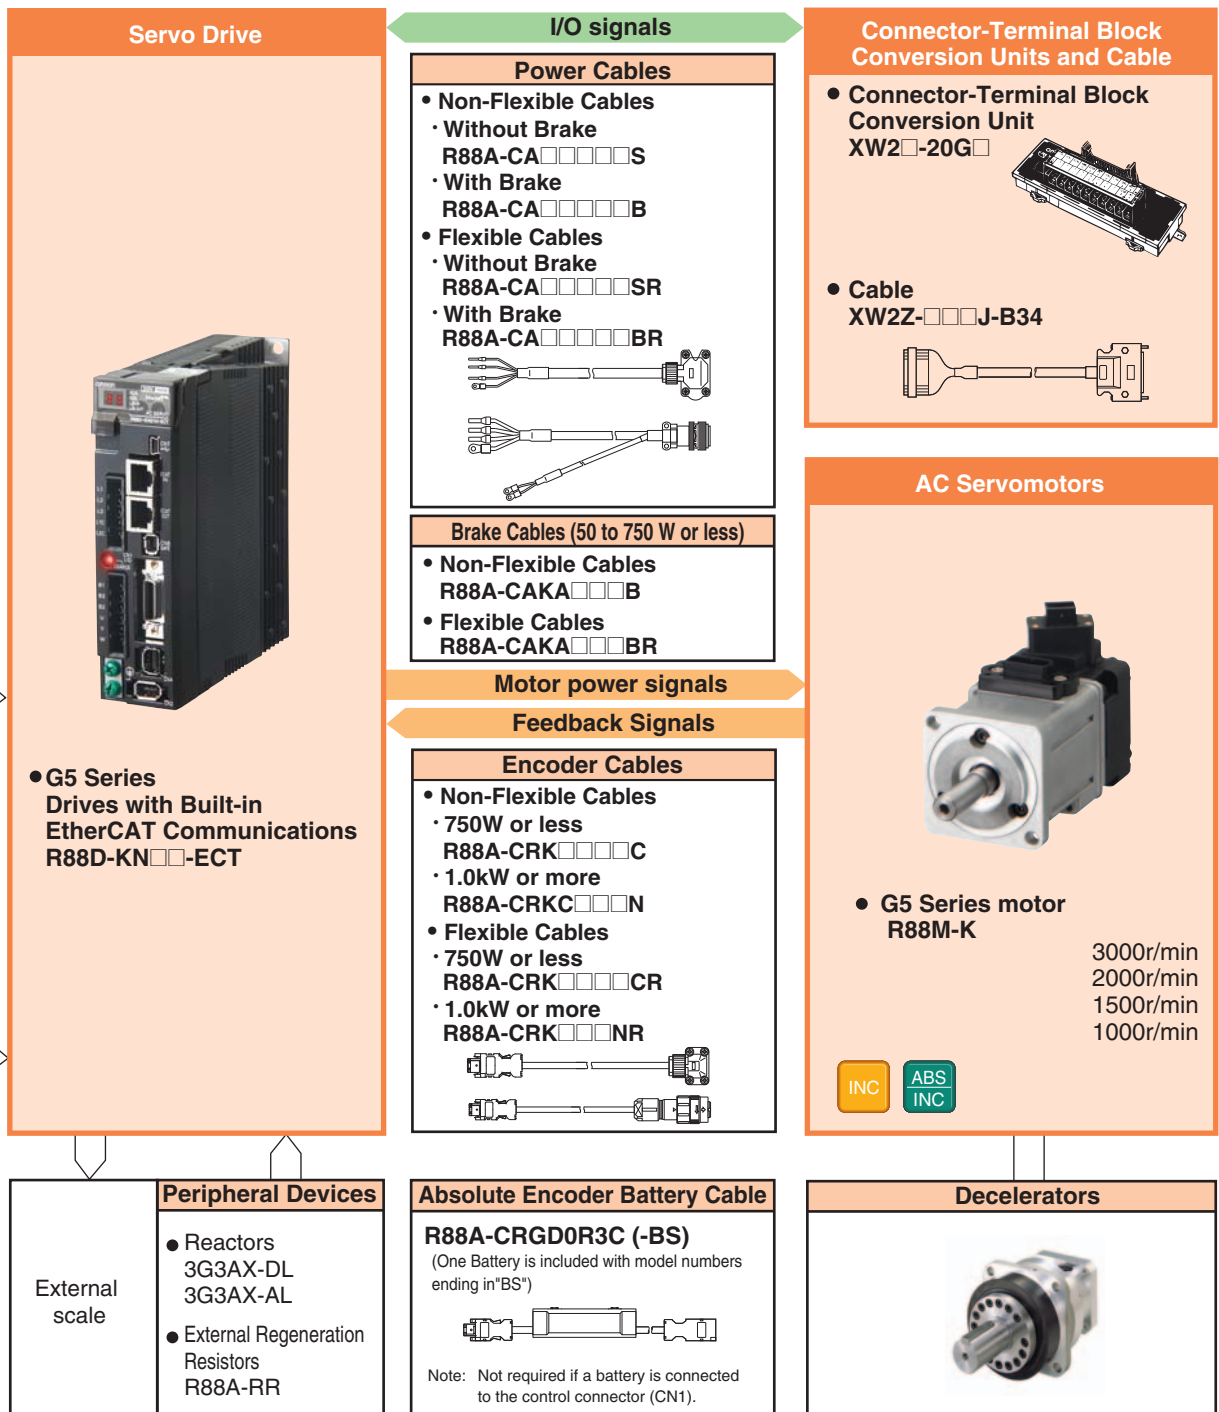 Servo Drive
• G5 Series
Drives with Built-in
EtherCAT Communications
R88D-KN□□-ECT
I/O signals
Power Cables
• Non-Flexible Cables
· Without Brake
R88A-CA□□□□□S
· With Brake
R88A-CA□□□□□B
• Flexible Cables
· Without Brake
R88A-CA□□□□□SR
· With Brake
R88A-CA□□□□□BR
Brake Cables (50 to 750 W or less)
• Non-Flexible Cables
R88A-CAKA□□□B
• Flexible Cables
R88A-CAKA□□□BR
Motor power signals
Feedback Signals
Encoder Cables
• Non-Flexible Cables
· 750W or less
R88A-CRK□□□□C
· 1.0kW or more
R88A-CRKC□□□N
• Flexible Cables
· 750W or less
R88A-CRK□□□□CR
· 1.0kW or more
R88A-CRK□□□NR
Connector-Terminal Block
Conversion Units and Cable
• Connector-Terminal Block
Conversion Unit
XW2□-20G□
• Cable
XW2Z-□□□J-B34
AC Servomotors
• G5 Series motor
R88M-K
3000r/min
2000r/min
1500r/min
1000r/min
INC
ABS
INC
External
scale
Peripheral Devices
• Reactors
3G3AX-DL
3G3AX-AL
• External Regeneration
Resistors
R88A-RR
Absolute Encoder Battery Cable
R88A-CRGD0R3C (-BS)
(One Battery is included with model numbers
ending in"BS")
Note: Not required if a battery is connected
to the control connector (CN1).
Decelerators